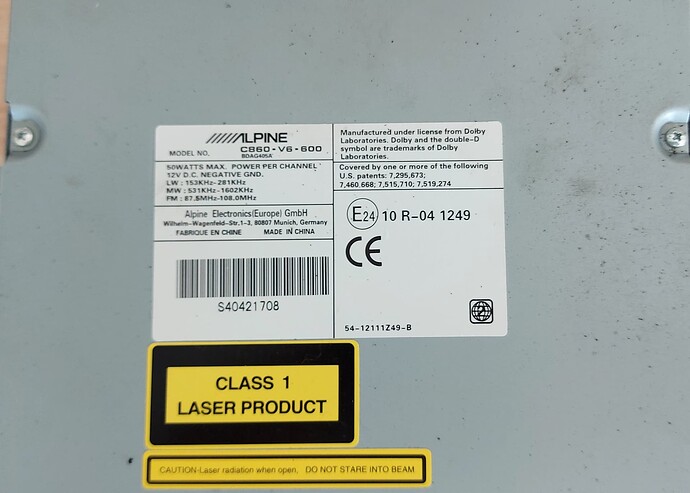 ALPINE
MODEL NO. C860-V6-600
BDAG405A
50WATTS MAX. POWER PER CHANNEL
12V D.C. NEGATIVE GND.
LW : 153KHz-281KHz
MW : 531KHz-1602KHz
FM : 87.5MHz-108.0MHz
Alpine Electronics(Europe) GmbH
Wilhelm-Wagenfeld-Str,1-3, 80807 Munich, Germany
FABRIQUE EN CHINE MADE IN CHINA
S40421708
Manufactured under license from Dolby
Laboratories. Dolby and the double-D
symbol are trademarks of Dolby
Laboratories.
Covered by one or more of the following
U.S. patents: 7,295,673;
7,460,668; 7,515,710; 7,519,274
E24 10 R-04 1249
CE
2
54-12111Z49-B
CLASS 1
LASER PRODUCT
CAUTION-Laser radiation when open. DO NOT STARE INTO BEAM